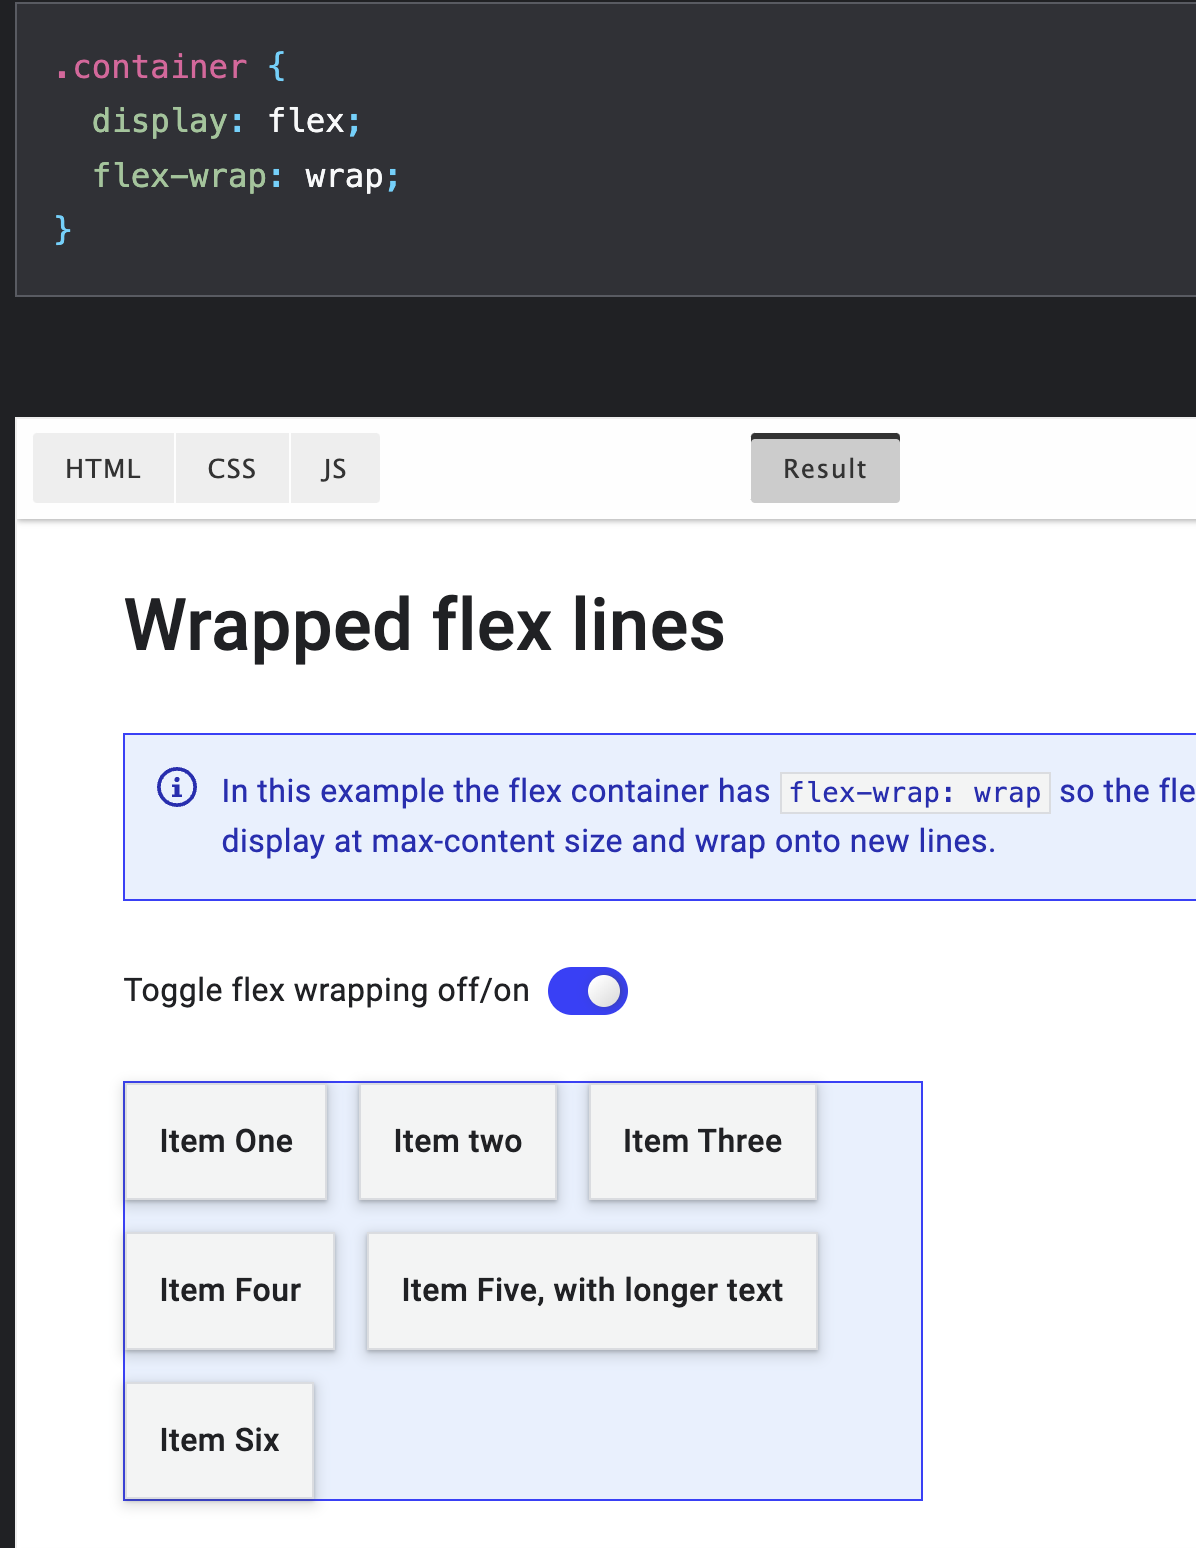 .container {
display: flex;
flex-wrap: wrap;
}
HTML CSS JS Result
Wrapped flex lines
In this example the flex container has flex-wrap: wrap so the fle
display at max-content size and wrap onto new lines.
Toggle flex wrapping off/on
Item One Item two Item Three
Item Four Item Five, with longer text
Item Six